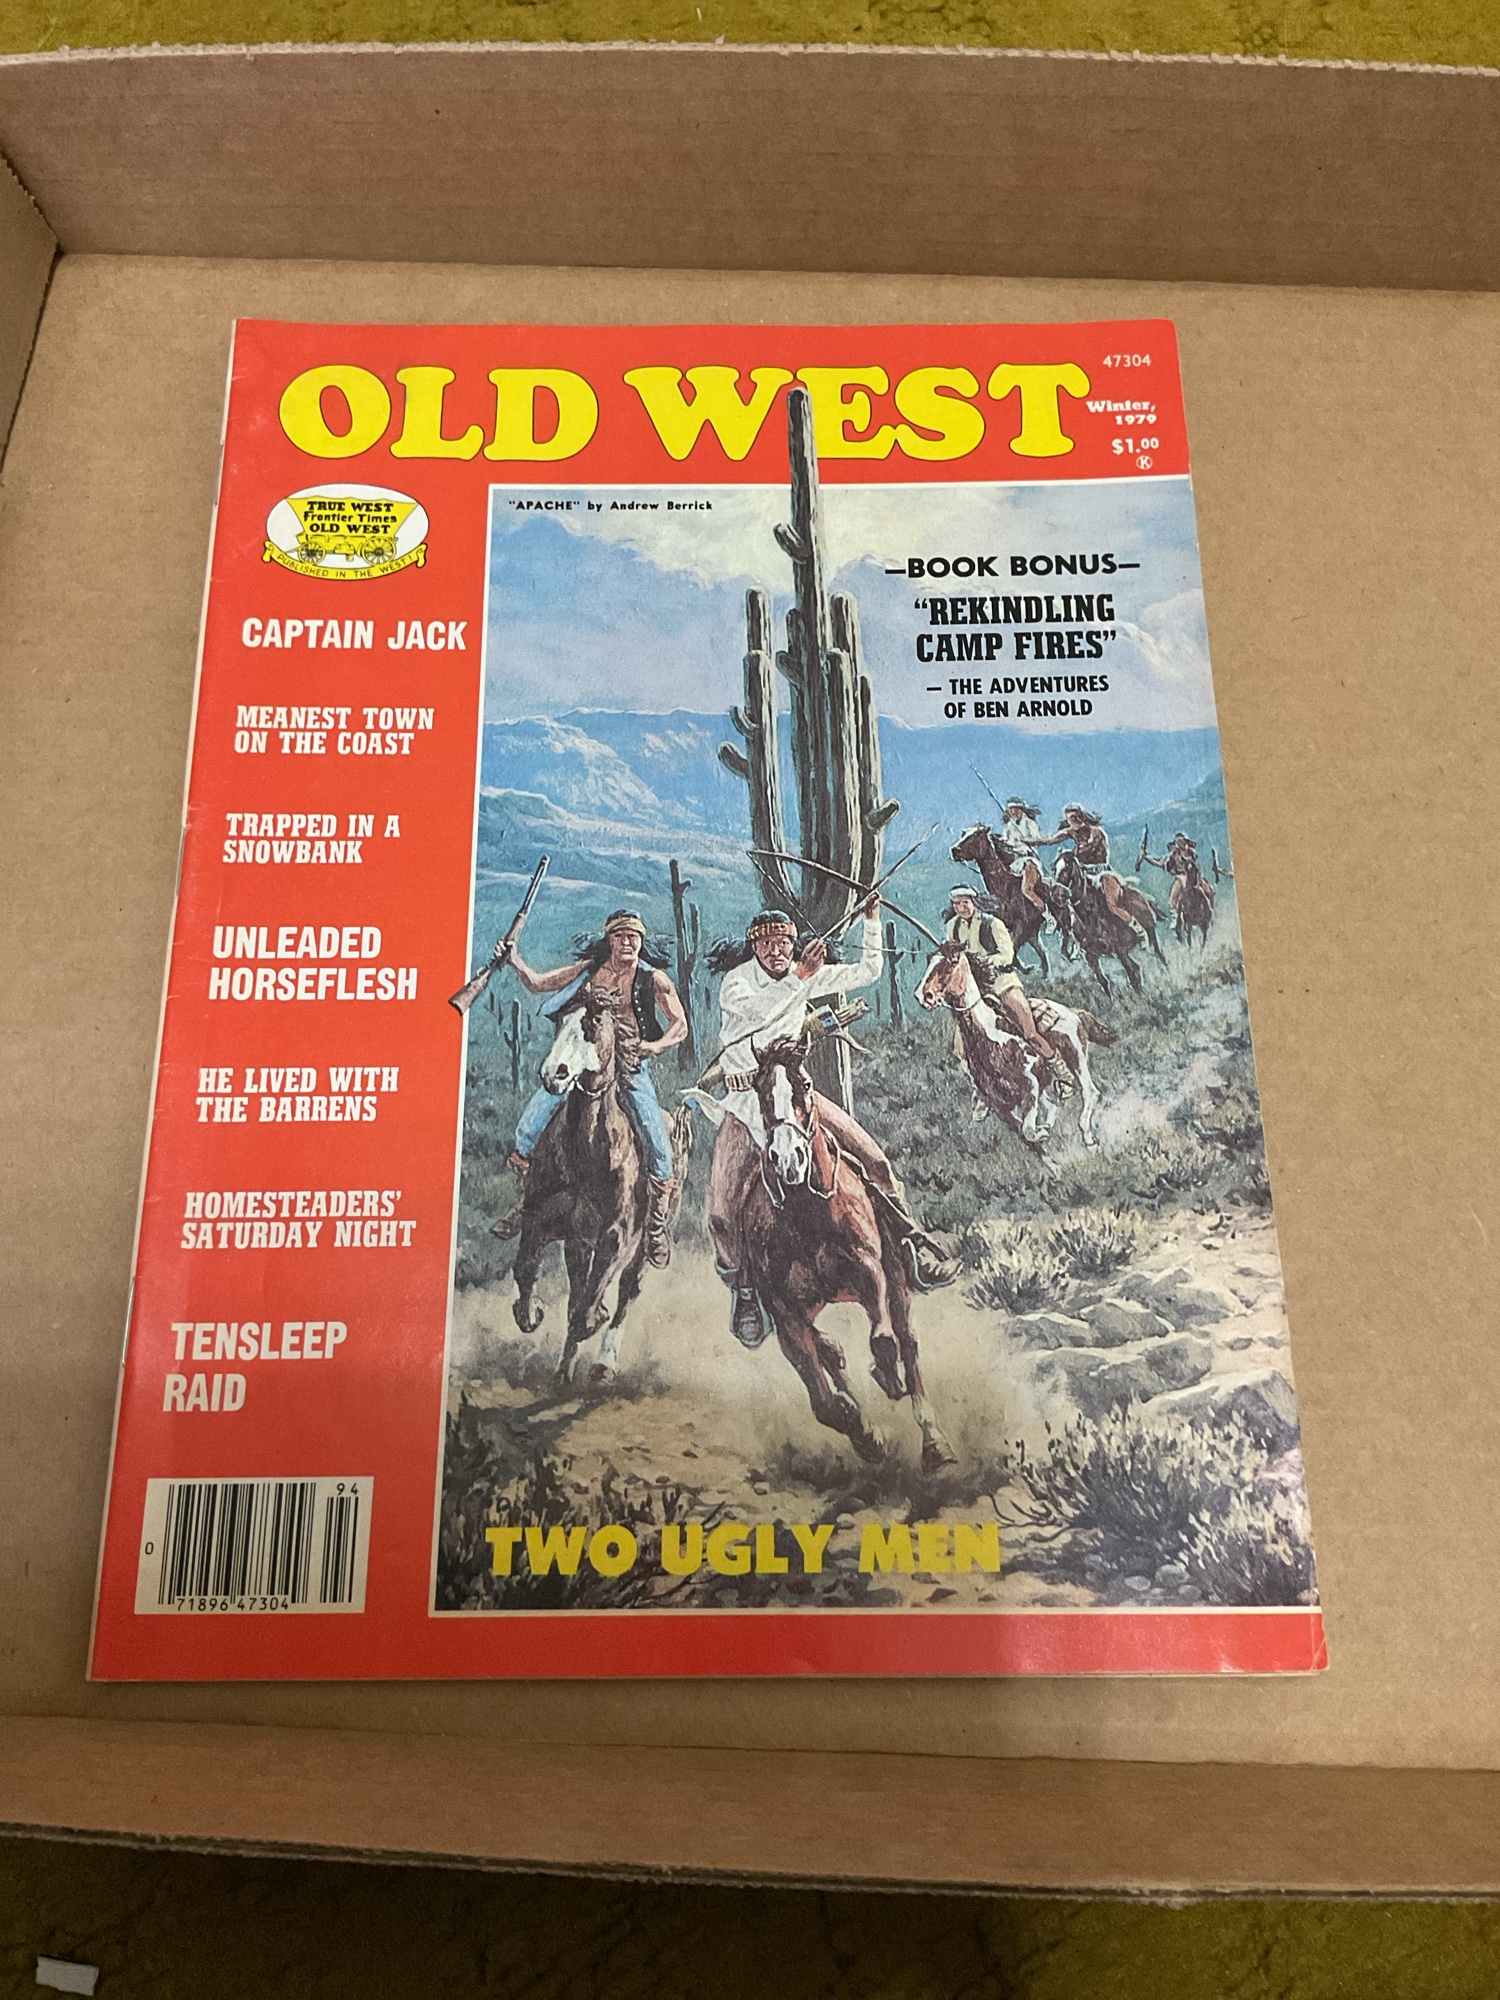 OLD WEST
47304
Winter,
1979
$1.00
K
TRUE WEST
Frontier Times
OLD WEST
PUBLISHED IN THE WEST!
"APACHE" by Andrew Berrick
—BOOK BONUS—
"REKINDLING
CAMP FIRES"
— THE ADVENTURES
OF BEN ARNOLD
CAPTAIN JACK
MEANEST TOWN
ON THE COAST
TRAPPED IN A
SNOWBANK
UNLEADED
HORSEFLESH
HE LIVED WITH
THE BARRENS
HOMESTEADERS'
SATURDAY NIGHT
TENSLEEP
RAID
94
0
71896 47304
TWO UGLY MEN